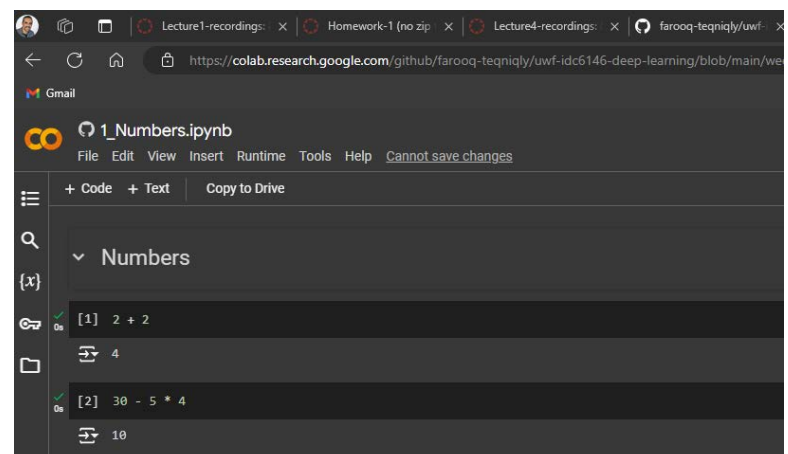 Lecture1-recordings: Homework-1 (no zip Lecture4-recordings: farooq-teqniqly/uwf-
https://colab.research.google.com/github/farooq-teqniqly/uwf-idc6146-deep-learning/blob/main/wee
Gmail
CO 1_Numbers.ipynb
File Edit View Insert Runtime Tools Help Cannot save changes
+ Code + Text Copy to Drive
Numbers
{x}
[1] 2 + 2
0s
4
[2] 30 - 5 * 4
0s
10